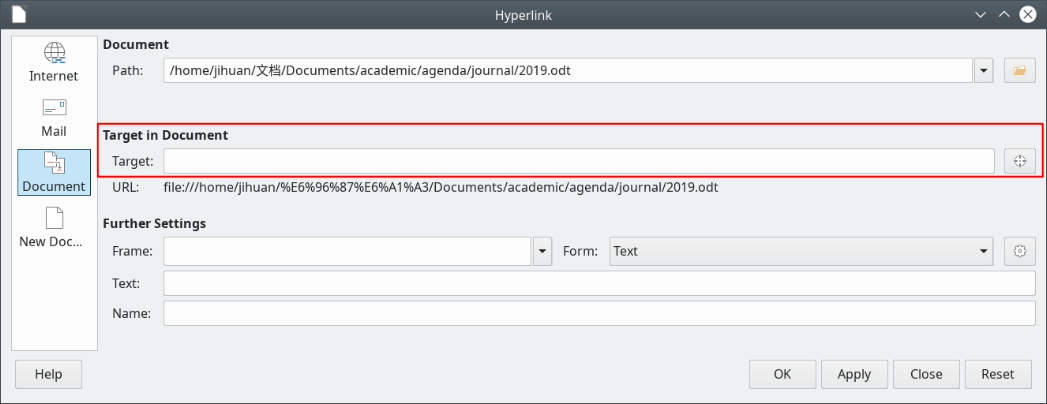 Hyperlink
Internet
Mail
Document
New Doc...
Document
Path: /home/jihuan/文档/Documents/academic/agenda/journal/2019.odt
Target in Document
Target:
URL: file:///home/jihuan/%E6%96%87%E6%A1%A3/Documents/academic/agenda/journal/2019.odt
Further Settings
Frame: Form: Text
Text:
Name:
Help OK Apply Close Reset